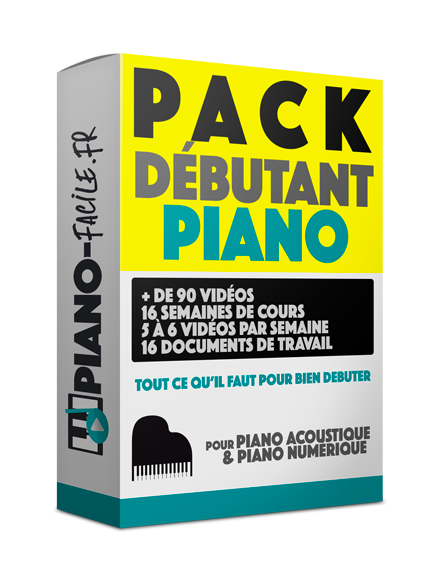 PACK
DÉBUTANT
PIANO
+ DE 90 VIDÉOS
16 SEMAINES DE COURS
5 À 6 VIDÉOS PAR SEMAINE
16 DOCUMENTS DE TRAVAIL
TOUT CE QU'IL FAUT POUR BIEN DEBUTER
POUR PIANO ACOUSTIQUE
& PIANO NUMÉRIQUE
PIANO-FACILE.FR